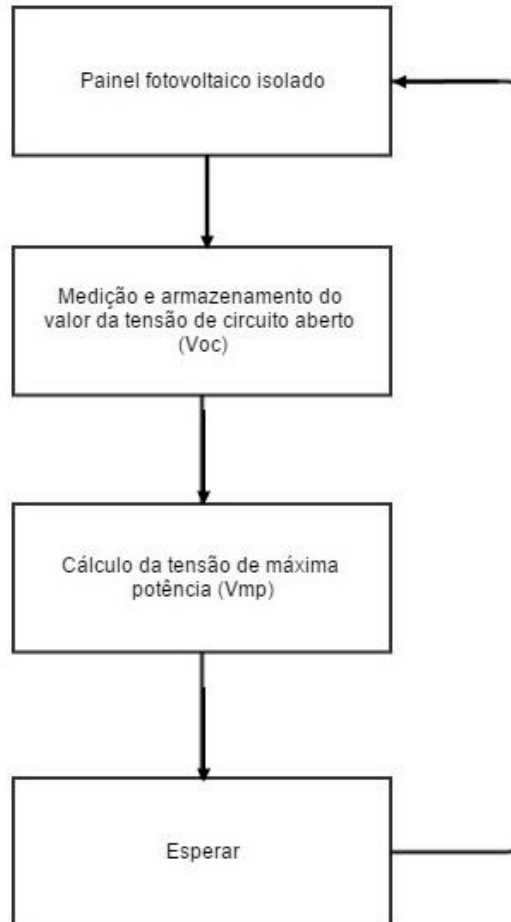 Painel fotovoltaico isolado
Medição e armazenamento do
valor da tensão de circuito aberto
(Voc)
Cálculo da tensão de máxima
potência (Vmp)
Esperar